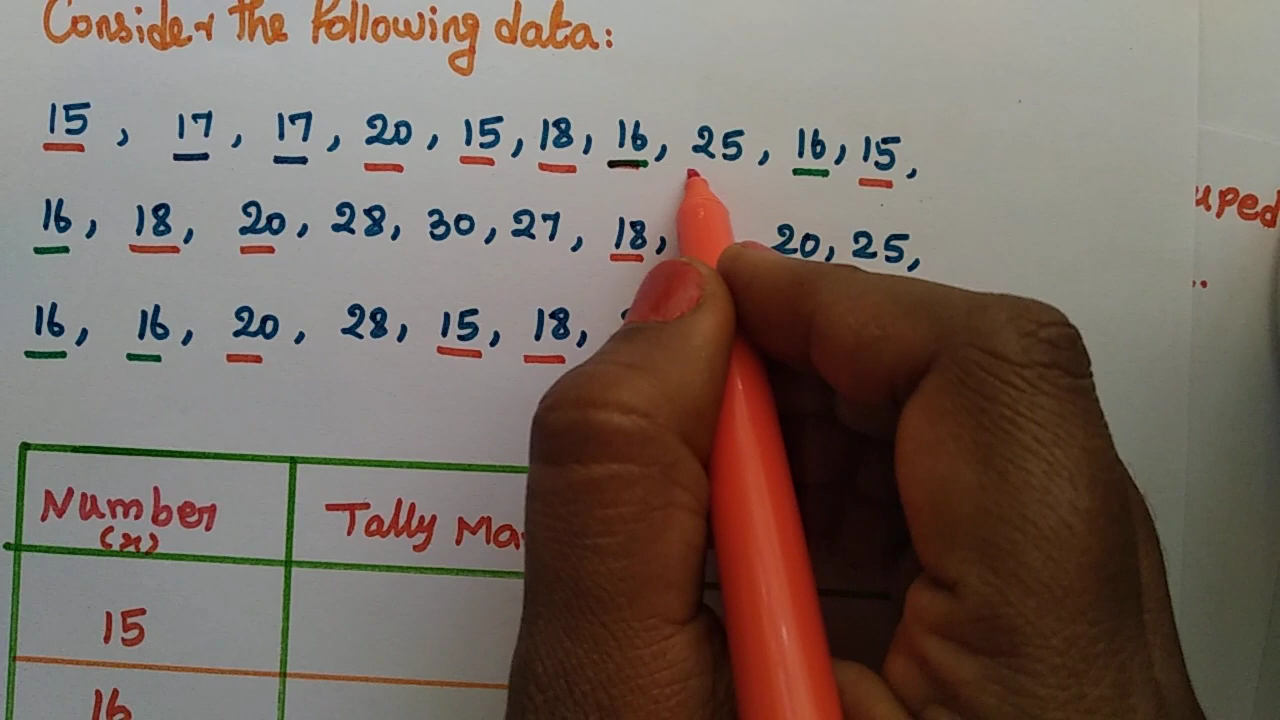 Consider the following data:
15, 17, 17, 20, 15, 18, 16, 25, 16, 15,
16, 18, 20, 28, 30, 27, 18, 20, 25,
16, 16, 20, 28, 15, 18,
uped
Number Tally Ma
(x)
15
16